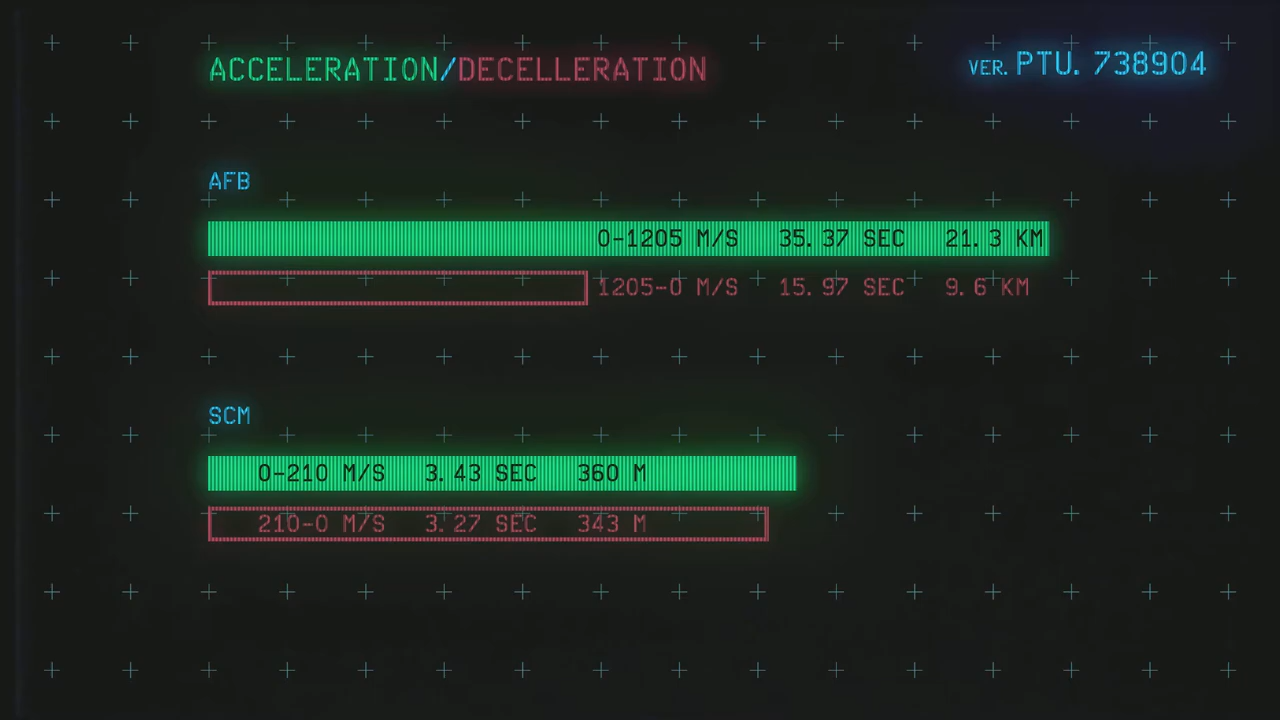 ACCELERATION/DECELLERATION
VER. PTU. 738904
AFB
0-1205 M/S 35.37 SEC 21.3 KM
1205-0 M/S 15.97 SEC 9.6 KM
SCM
0-210 M/S 3.43 SEC 360 M
210-0 M/S 3.27 SEC 343 M